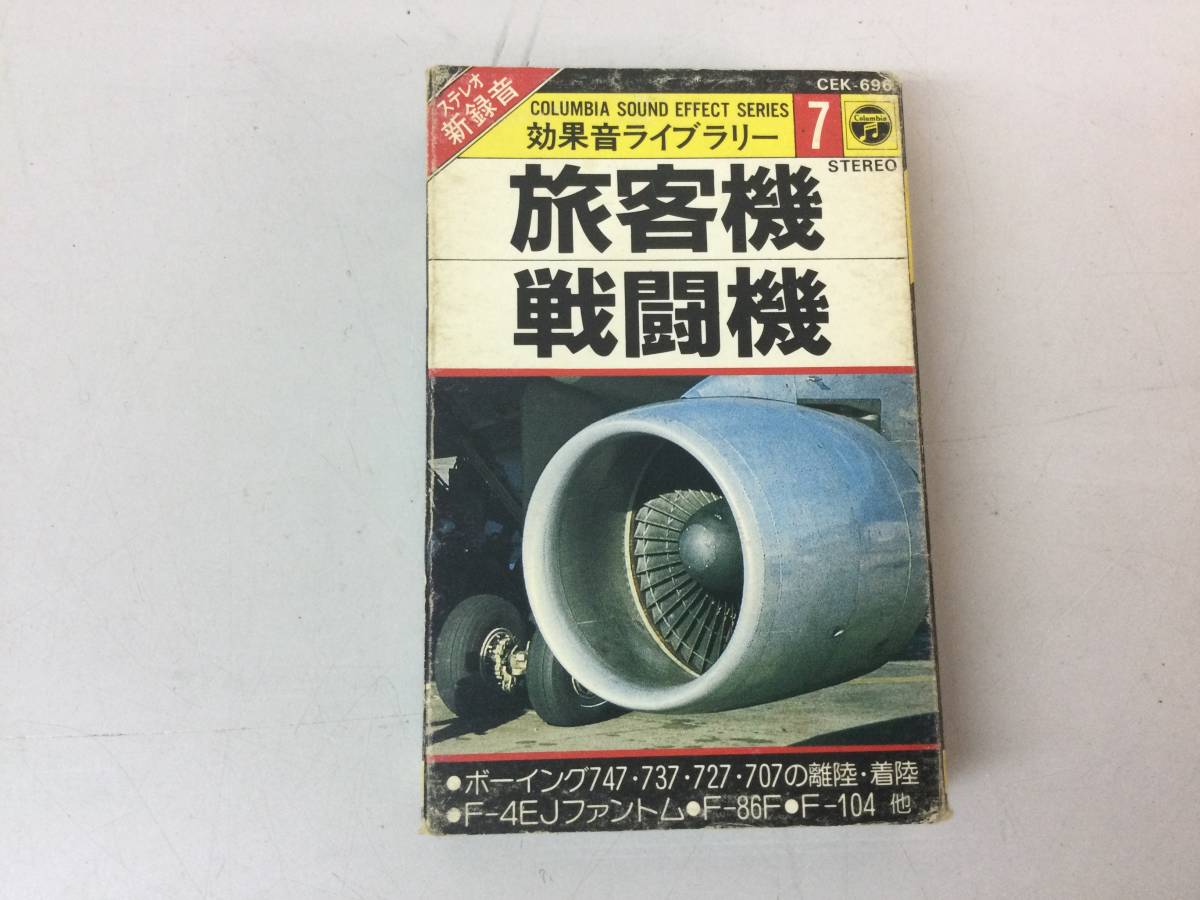 ステレオ
新録音
CEK-696
COLUMBIA SOUND EFFECT SERIES
効果音ライブラリー
7
Columbia
STEREO
旅客機
戦闘機
●ボーイング747・737・727・707の離陸・着陸
●F-4EJファントム●F-86F●F-104 他